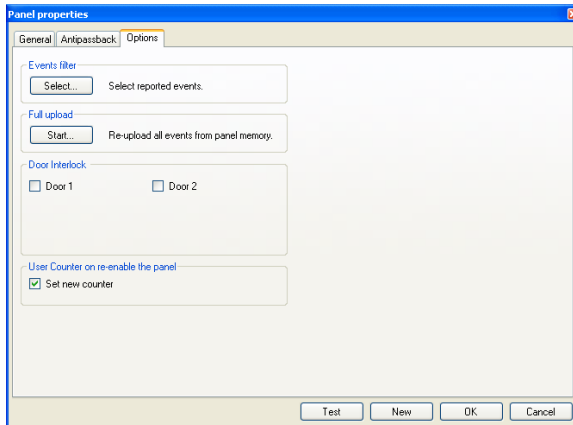 Panel properties
General Antipassback Options
Events filter
Select... Select reported events.
Full upload
Start... Re-upload all events from panel memory.
Door Interlock
Door 1 Door 2
User Counter on re-enable the panel
Set new counter
Test New OK Cancel